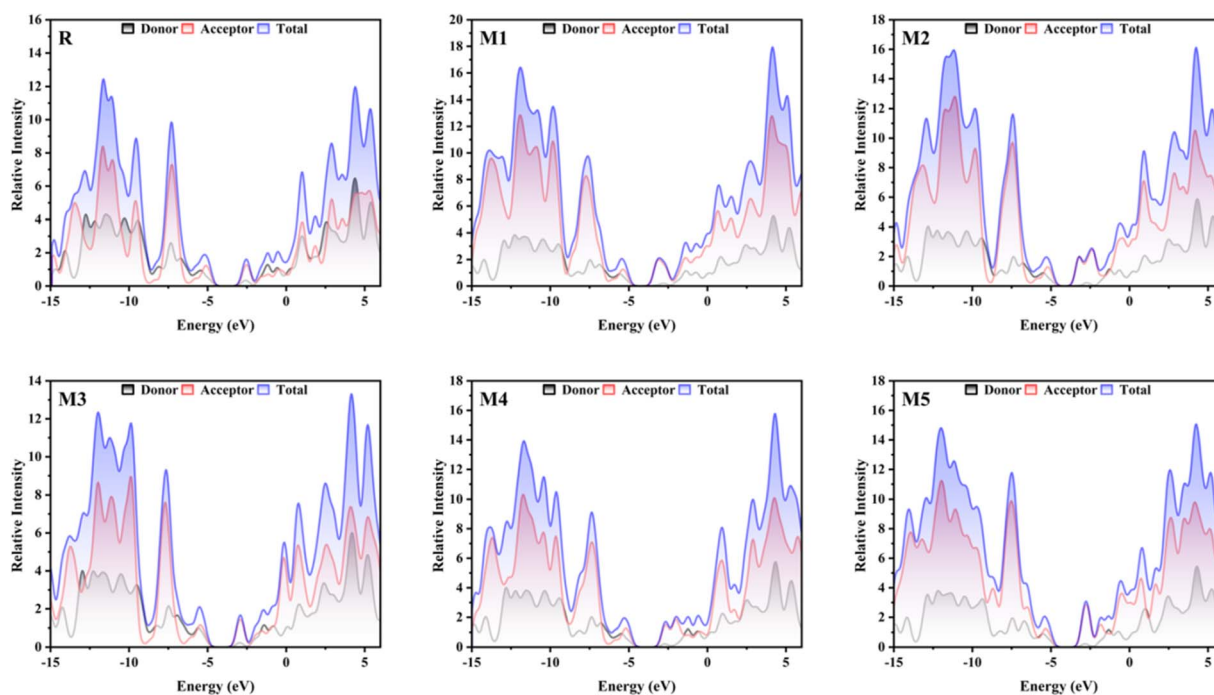 R
Donor Acceptor Total
Relative Intensity
16
14
12
10
8
6
4
2
0
-15 -10 -5 0 5
Energy (eV)
M1
Donor Acceptor Total
Relative Intensity
20
18
16
14
12
10
8
6
4
2
0
-15 -10 -5 0 5
Energy (eV)
M2
Donor Acceptor Total
Relative Intensity
18
16
14
12
10
8
6
4
2
0
-15 -10 -5 0 5
Energy (eV)
M3
Donor Acceptor Total
Relative Intensity
14
12
10
8
6
4
2
0
-15 -10 -5 0 5
Energy (eV)
M4
Donor Acceptor Total
Relative Intensity
18
16
14
12
10
8
6
4
2
0
-15 -10 -5 0 5
Energy (eV)
M5
Donor Acceptor Total
Relative Intensity
18
16
14
12
10
8
6
4
2
0
-15 -10 -5 0 5
Energy (eV)